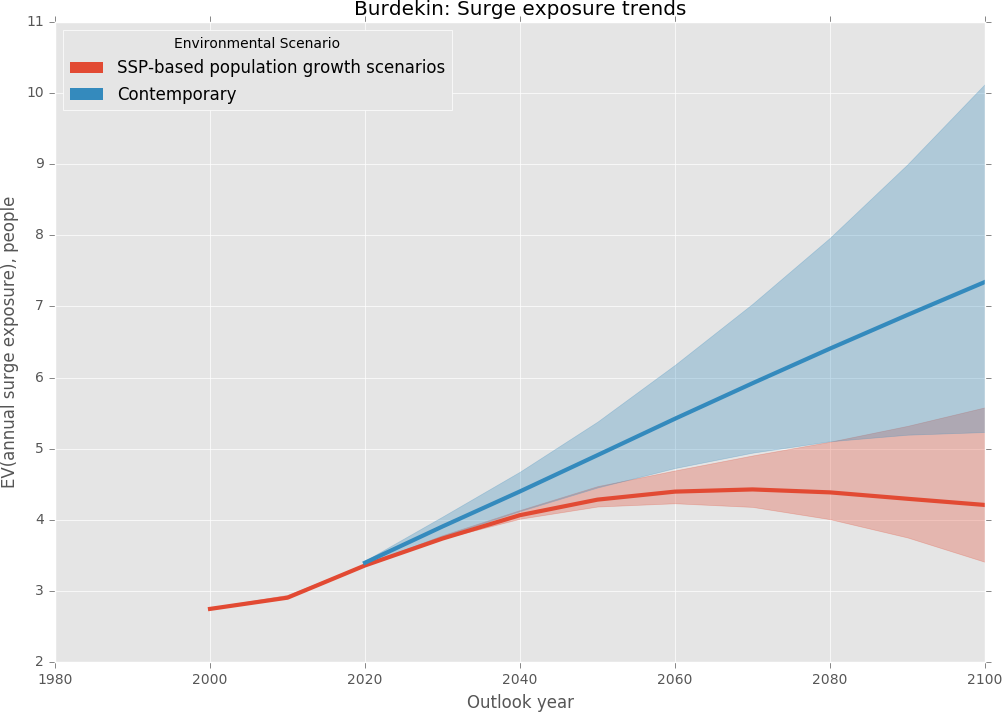 Burdekin: Surge exposure trends
Environmental Scenario
SSP-based population growth scenarios
Contemporary
EV(annual surge exposure), people
11
10
9
8
7
6
5
4
3
2
1980 2000 2020 2040 2060 2080 2100
Outlook year